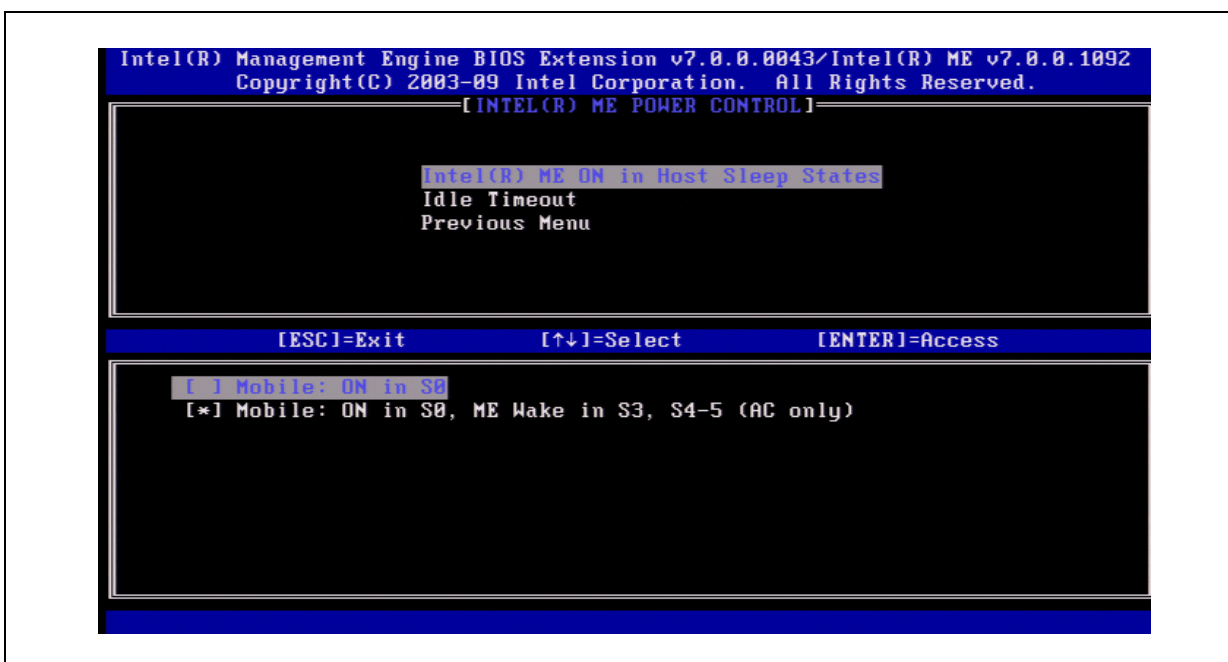 Intel(R) Management Engine BIOS Extension v7.0.0.0043/Intel(R) ME v7.0.0.1092
Copyright(C) 2003-09 Intel Corporation.  All Rights Reserved.
[INTEL(R) ME POWER CONTROL]
Intel(R) ME ON in Host Sleep States
Idle Timeout
Previous Menu
[ESC]=Exit [↑↓]=Select [ENTER]=Access
[ ] Mobile: ON in S0
[*] Mobile: ON in S0, ME Wake in S3, S4-5 (AC only)